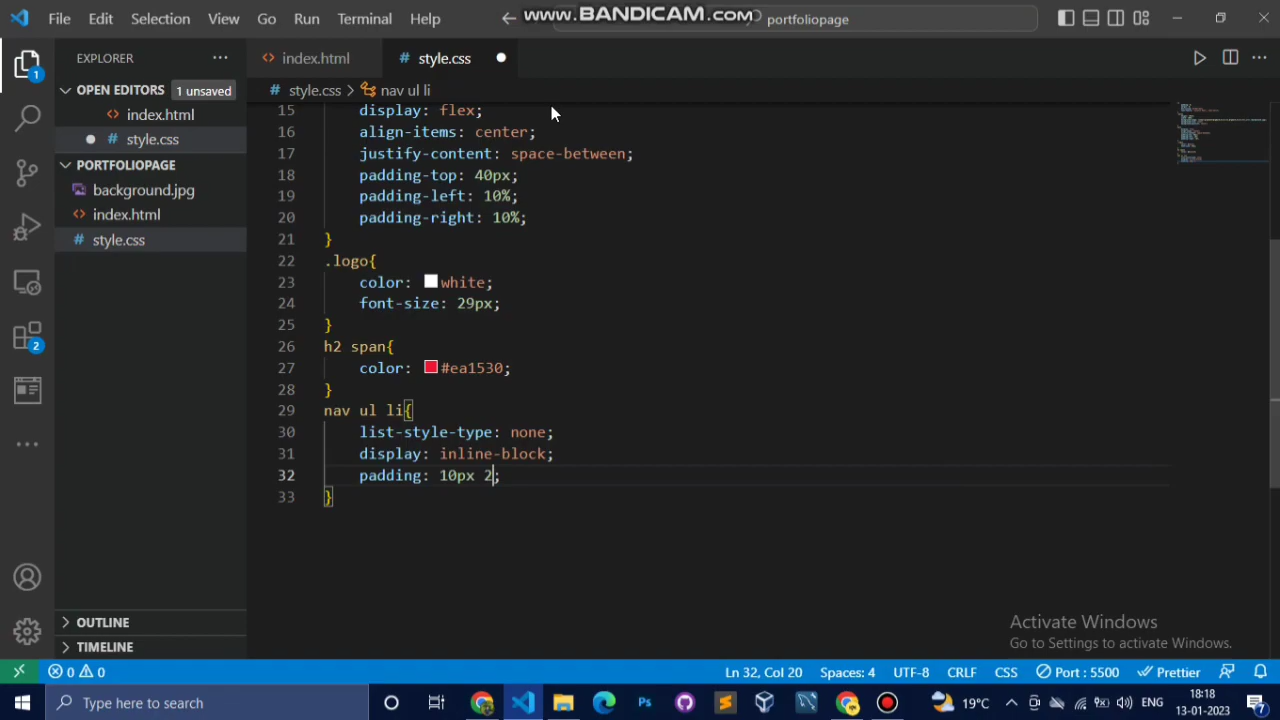 File Edit Selection View Go Run Terminal Help
www.BANDICAM.com
portfoliopage
EXPLORER
index.html
style.css
OPEN EDITORS 1 unsaved
style.css > nav ul li
index.html
style.css
PORTFOLIOPAGE
background.jpg
index.html
style.css
15 display: flex;
16 align-items: center;
17 justify-content: space-between;
18 padding-top: 40px;
19 padding-left: 10%;
20 padding-right: 10%;
21 }
22 .logo{
23 color: white;
24 font-size: 29px;
25 }
26 h2 span{
27 color: #ea1530;
28 }
29 nav ul li{
30 list-style-type: none;
31 display: inline-block;
32 padding: 10px 2;
33 }
1
2
OUTLINE
TIMELINE
Activate Windows
Go to Settings to activate Windows.
0 0 Ln 32, Col 20 Spaces: 4 UTF-8 CRLF CSS Port : 5500 Prettier
Type here to search
Ps
19°C ENG
18:18
13-01-2023
7